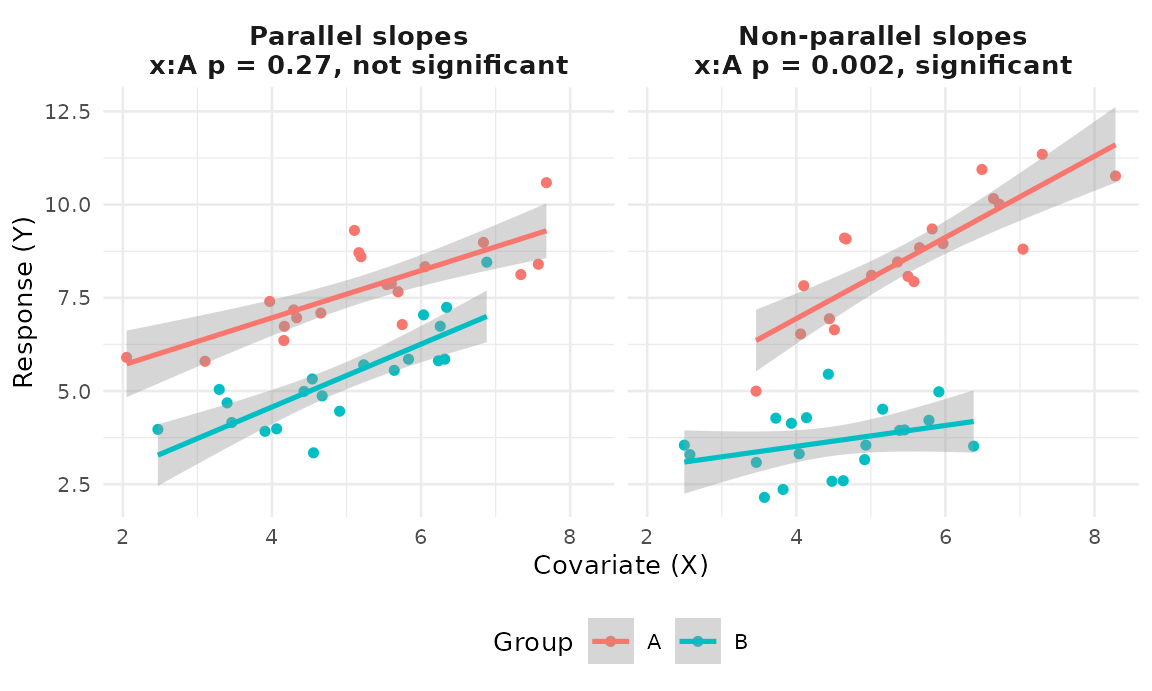 Parallel slopes
x:A p = 0.27, not significant
Non-parallel slopes
x:A p = 0.002, significant
Response (Y)
12.5
10.0
7.5
5.0
2.5
2 4 6 8
2 4 6 8
Covariate (X)
Group A B